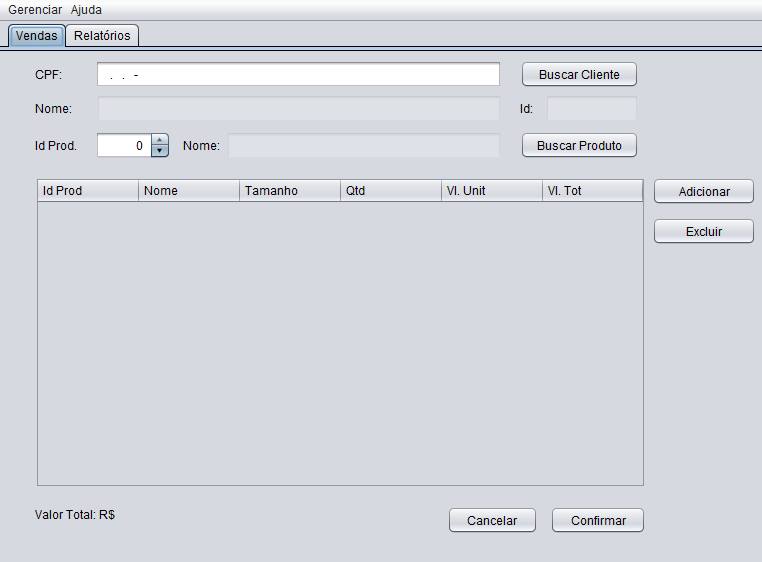 Gerenciar Ajuda
Vendas Relatórios
CPF: . . - Buscar Cliente
Nome: Id:
Id Prod. 0 Nome: Buscar Produto
Id Prod Nome Tamanho Qtd Vl. Unit Vl. Tot Adicionar
Excluir
Valor Total: R$ Cancelar Confirmar